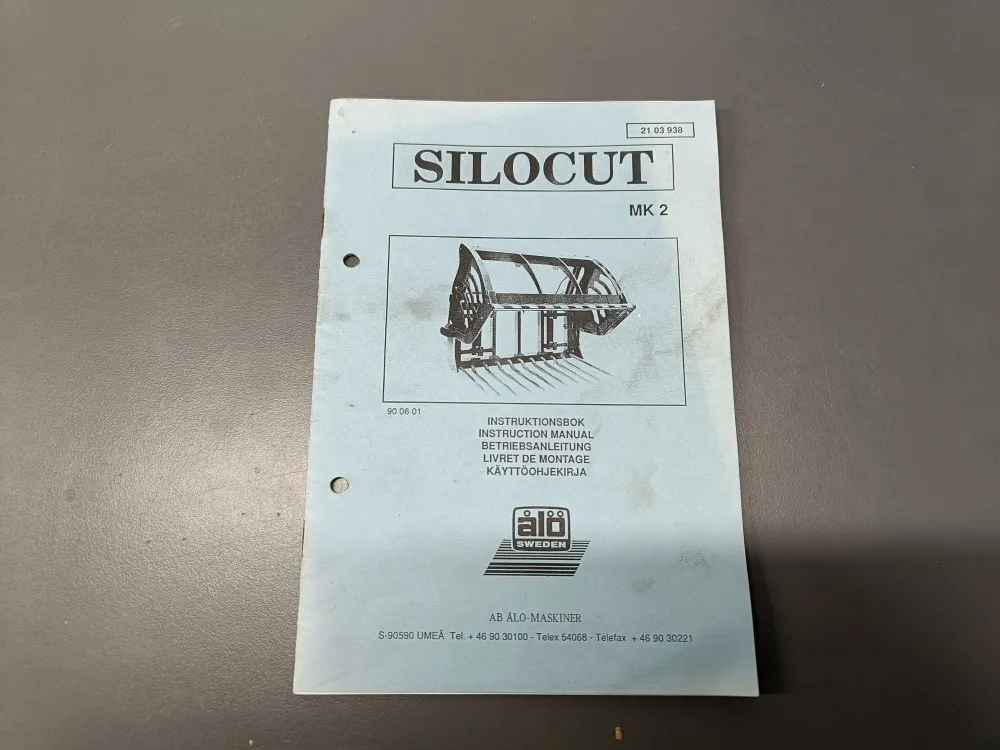 21 03 938
SILOCUT
MK 2
90 06 01
INSTRUKTIONSBOK
INSTRUCTION MANUAL
BETRIEBSANLEITUNG
LIVRET DE MONTAGE
KÄYTTÖOHJEKIRJA
ålö
SWEDEN
AB ÅLO-MASKINER
S-90590 UMEÅ Tel. + 46 90 30100 - Telex 54068 - Telefax + 46 90 30221